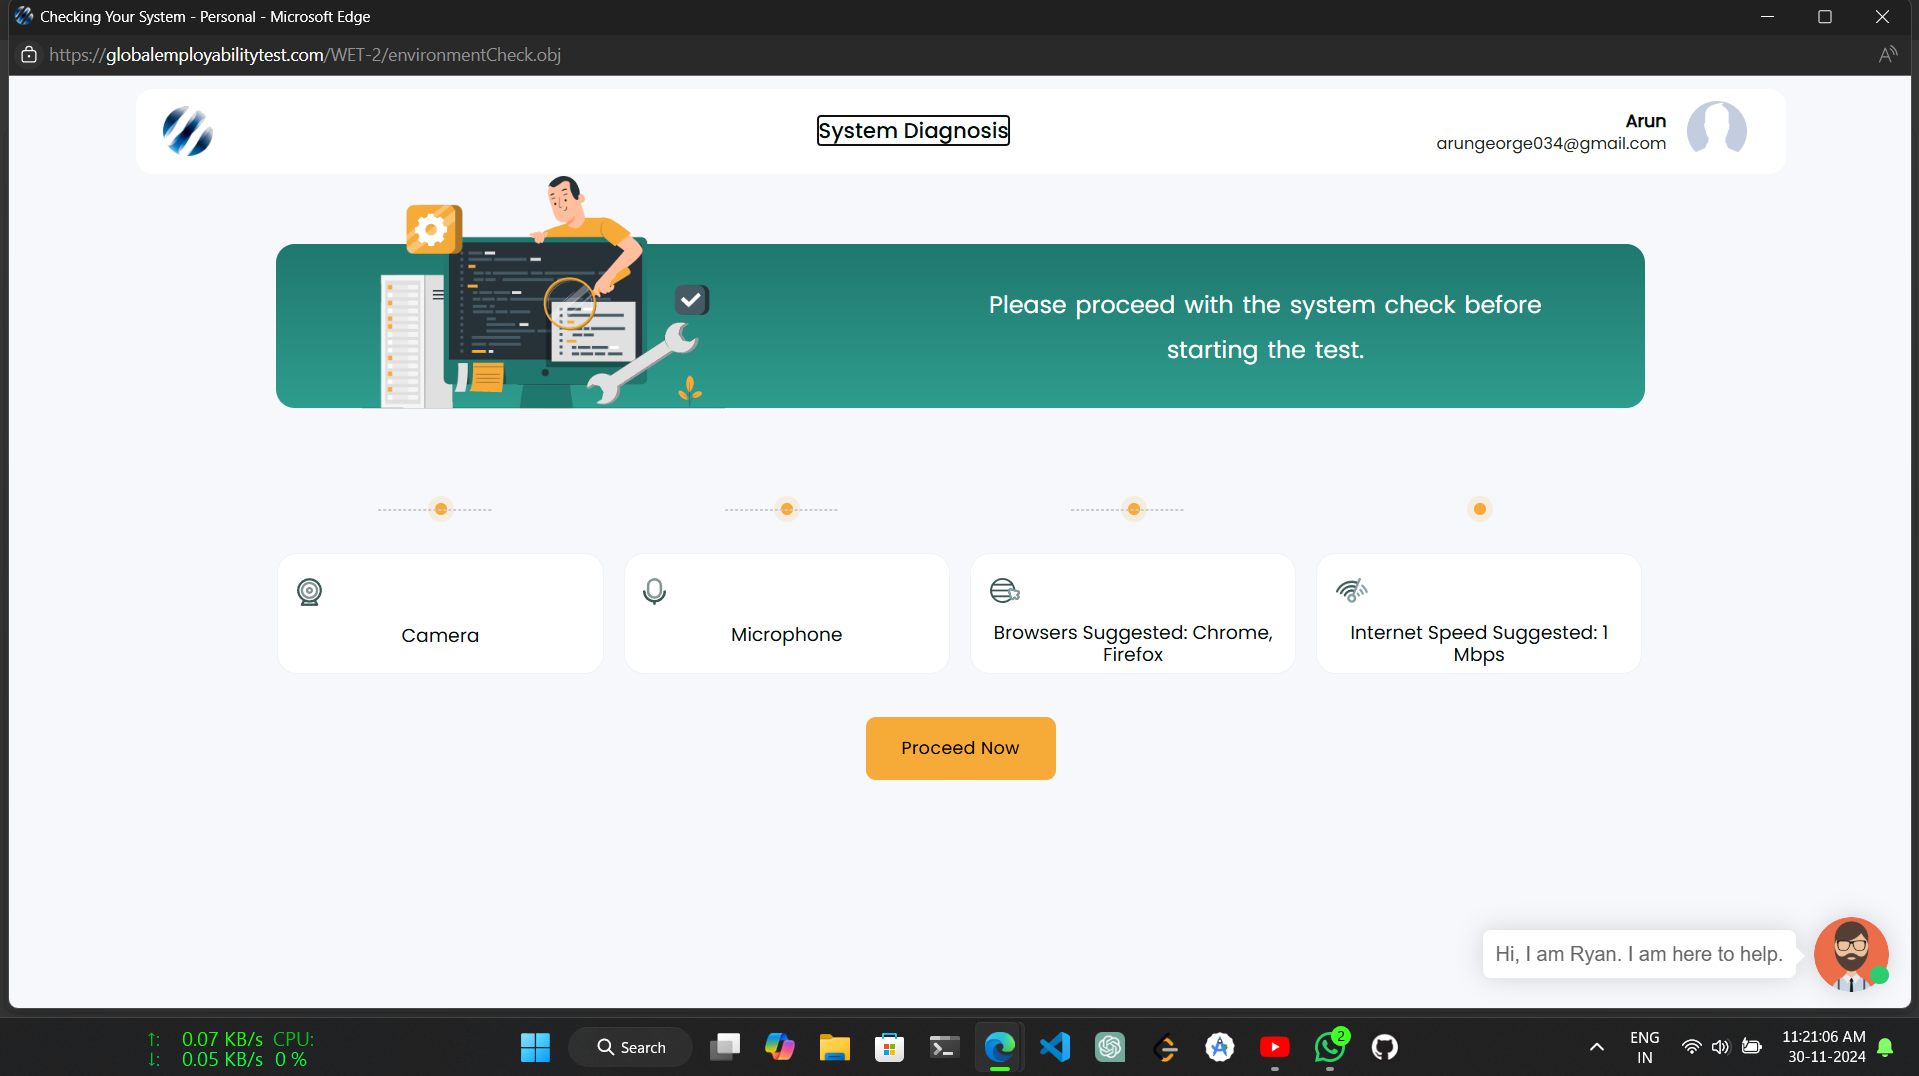 Checking Your System - Personal - Microsoft Edge
https://globalemployabilitytest.com/WET-2/environmentCheck.obj
System Diagnosis
Arun
arungeorge034@gmail.com
Please proceed with the system check before
starting the test.
Camera
Microphone
Browsers Suggested: Chrome,
Firefox
Internet Speed Suggested: 1
Mbps
Proceed Now
Hi, I am Ryan. I am here to help.
↑: 0.07 KB/s CPU:
↓: 0.05 KB/s 0 %
Search
2
ENG
IN
11:21:06 AM
30-11-2024